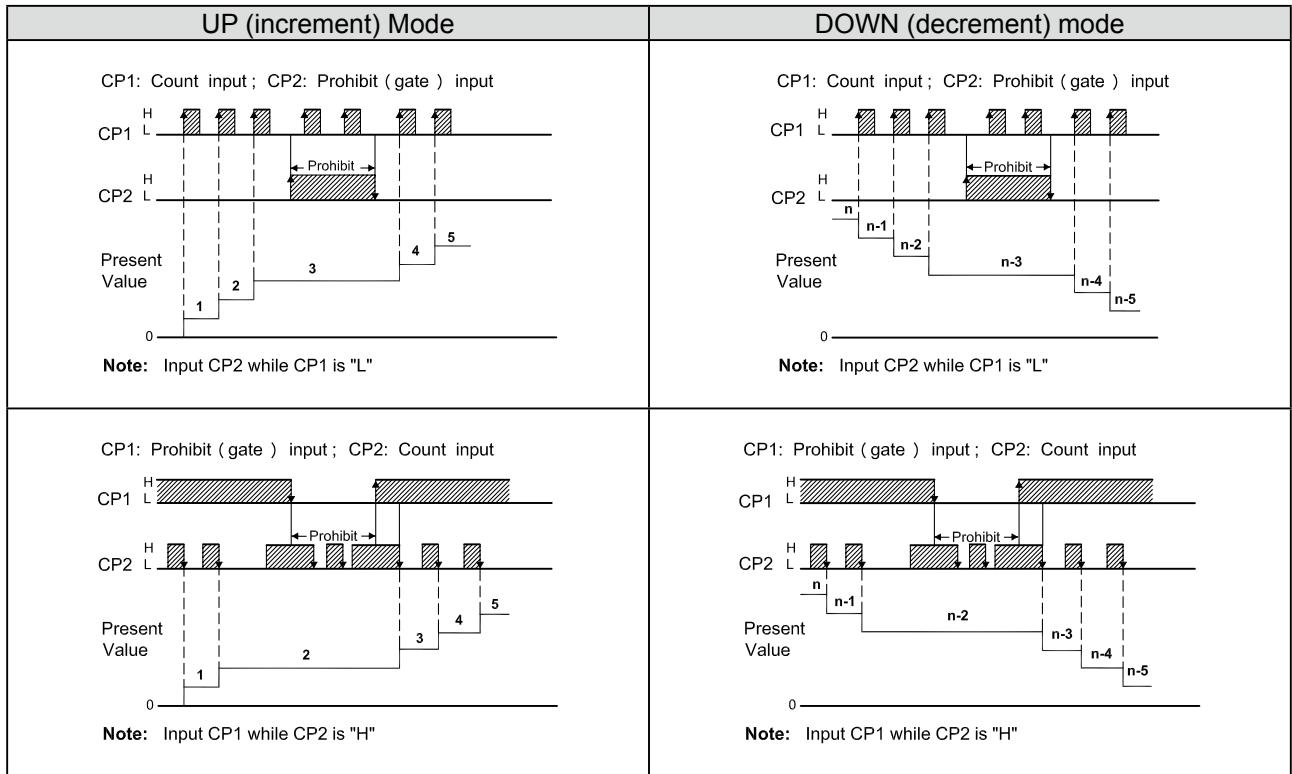 UP (increment) Mode
DOWN (decrement) mode
CP1: Count input ; CP2: Prohibit ( gate ) input
H
CP1 L
Prohibit
H
CP2 L
Present
Value
1
2
3
4
5
0
Note: Input CP2 while CP1 is "L"
CP1: Count input ; CP2: Prohibit ( gate ) input
H
CP1 L
Prohibit
H
CP2 L
n
n-1
n-2
n-3
n-4
n-5
Present
Value
0
Note: Input CP2 while CP1 is "L"
CP1: Prohibit ( gate ) input ; CP2: Count input
H
CP1 L
Prohibit
H
CP2 L
Present
Value
1
2
3
4
5
0
Note: Input CP1 while CP2 is "H"
CP1: Prohibit ( gate ) input ; CP2: Count input
H
CP1 L
Prohibit
H
CP2 L
n
n-1
n-2
n-3
n-4
n-5
Present
Value
0
Note: Input CP1 while CP2 is "H"